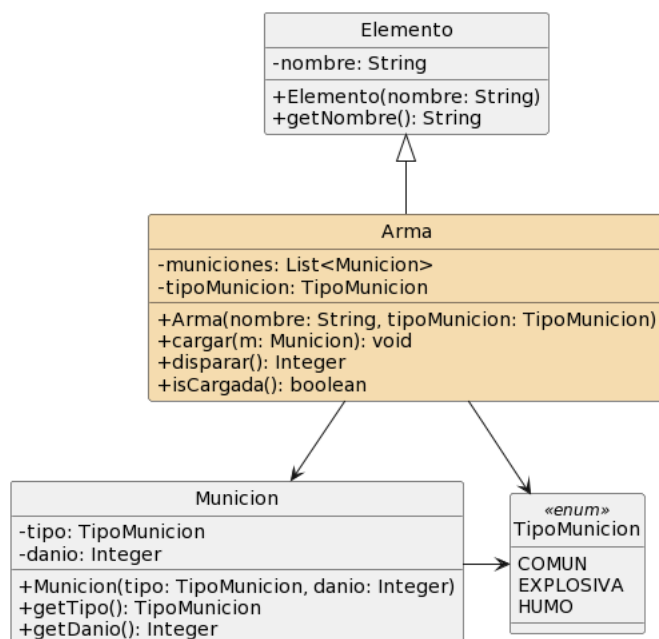 Elemento
-nombre: String
+Elemento(nombre: String)
+getNombre(): String
Arma
-municiones: List<Municion>
-tipoMunicion: TipoMunicion
+Arma(nombre: String, tipoMunicion: TipoMunicion)
+cargar(m: Municion): void
+disparar(): Integer
+isCargada(): boolean
Municion
-tipo: TipoMunicion
-danio: Integer
+Municion(tipo: TipoMunicion, danio: Integer)
+getTipo(): TipoMunicion
+getDanio(): Integer
«enum»
TipoMunicion
COMUN
EXPLOSIVA
HUMO